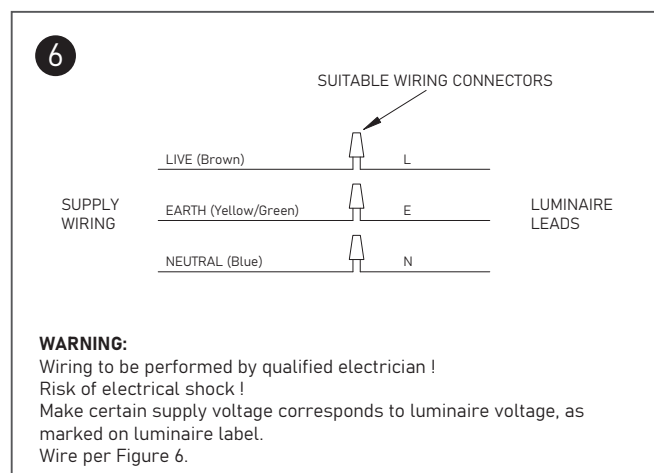 6
SUITABLE WIRING CONNECTORS
LIVE (Brown)
L
SUPPLY
WIRING
EARTH (Yellow/Green)
E
LUMINAIRE
LEADS
NEUTRAL (Blue)
N
WARNING:
Wiring to be performed by qualified electrician !
Risk of electrical shock !
Make certain supply voltage corresponds to luminaire voltage, as
marked on luminaire label.
Wire per Figure 6.